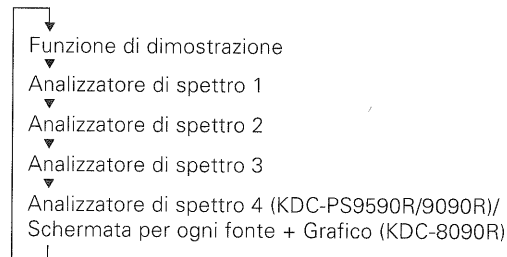 Funzione di dimostrazione
Analizzatore di spettro 1
Analizzatore di spettro 2
Analizzatore di spettro 3
Analizzatore di spettro 4 (KDC-PS9590R/9090R)/
Schermata per ogni fonte + Grafico (KDC-8090R)